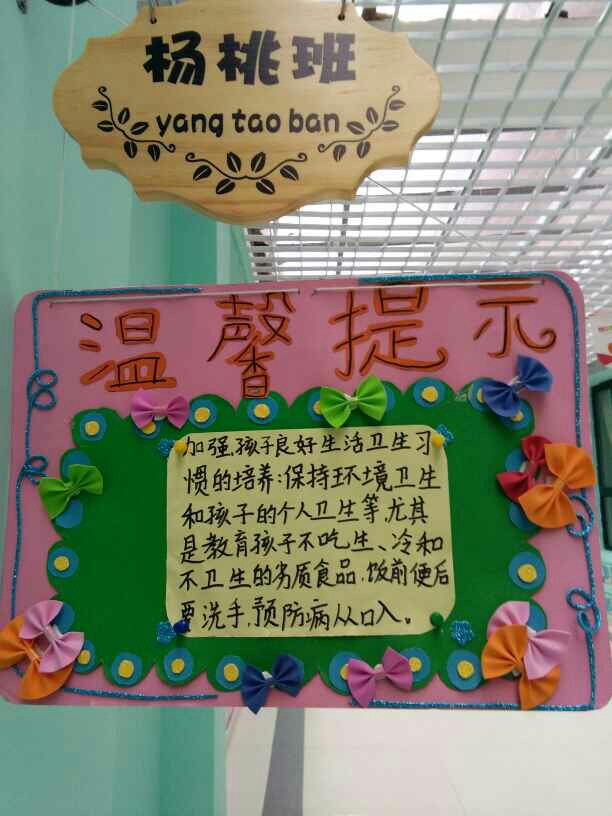 杨桃班
yang tao ban
温馨提示
加强孩子良好生活卫生习
惯的培养:保持环境卫生
和孩子的个人卫生等,尤其
是教育孩子不吃生、冷和
不卫生的劣质食品,饭前便后
要洗手,预防病从口入。